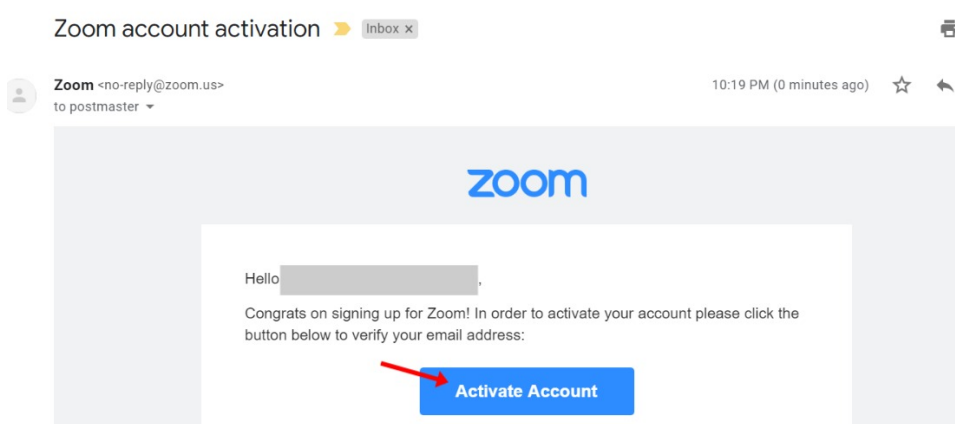 Zoom account activation Inbox x
Zoom <no-reply@zoom.us> 10:19 PM (0 minutes ago)
to postmaster
zoom
Hello ,
Congrats on signing up for Zoom! In order to activate your account please click the
button below to verify your email address:
Activate Account